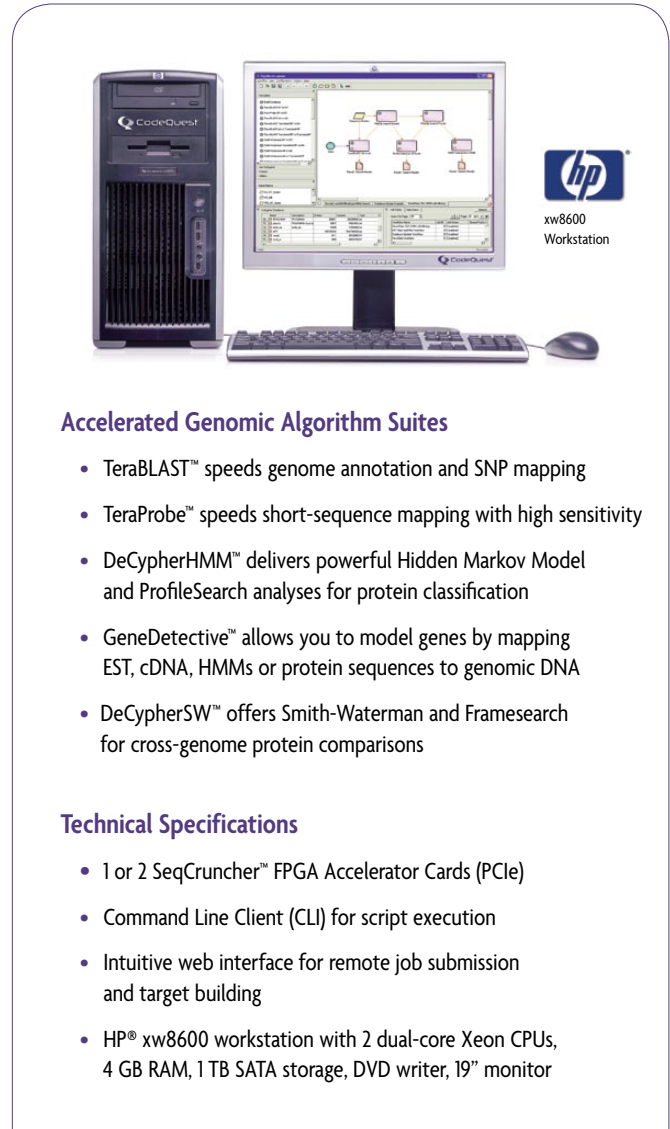 CodeQuest
CodeQuest
hp
xw8600
Workstation
Accelerated Genomic Algorithm Suites
• TeraBLAST™ speeds genome annotation and SNP mapping
• TeraProbe™ speeds short-sequence mapping with high sensitivity
• DeCypherHMM™ delivers powerful Hidden Markov Model
and ProfileSearch analyses for protein classification
• GeneDetective™ allows you to model genes by mapping
EST, cDNA, HMMs or protein sequences to genomic DNA
• DeCypherSW™ offers Smith-Waterman and Framesearch
for cross-genome protein comparisons
Technical Specifications
• 1 or 2 SeqCruncher™ FPGA Accelerator Cards (PCIe)
• Command Line Client (CLI) for script execution
• Intuitive web interface for remote job submission
and target building
• HP® xw8600 workstation with 2 dual-core Xeon CPUs,
4 GB RAM, 1 TB SATA storage, DVD writer, 19” monitor